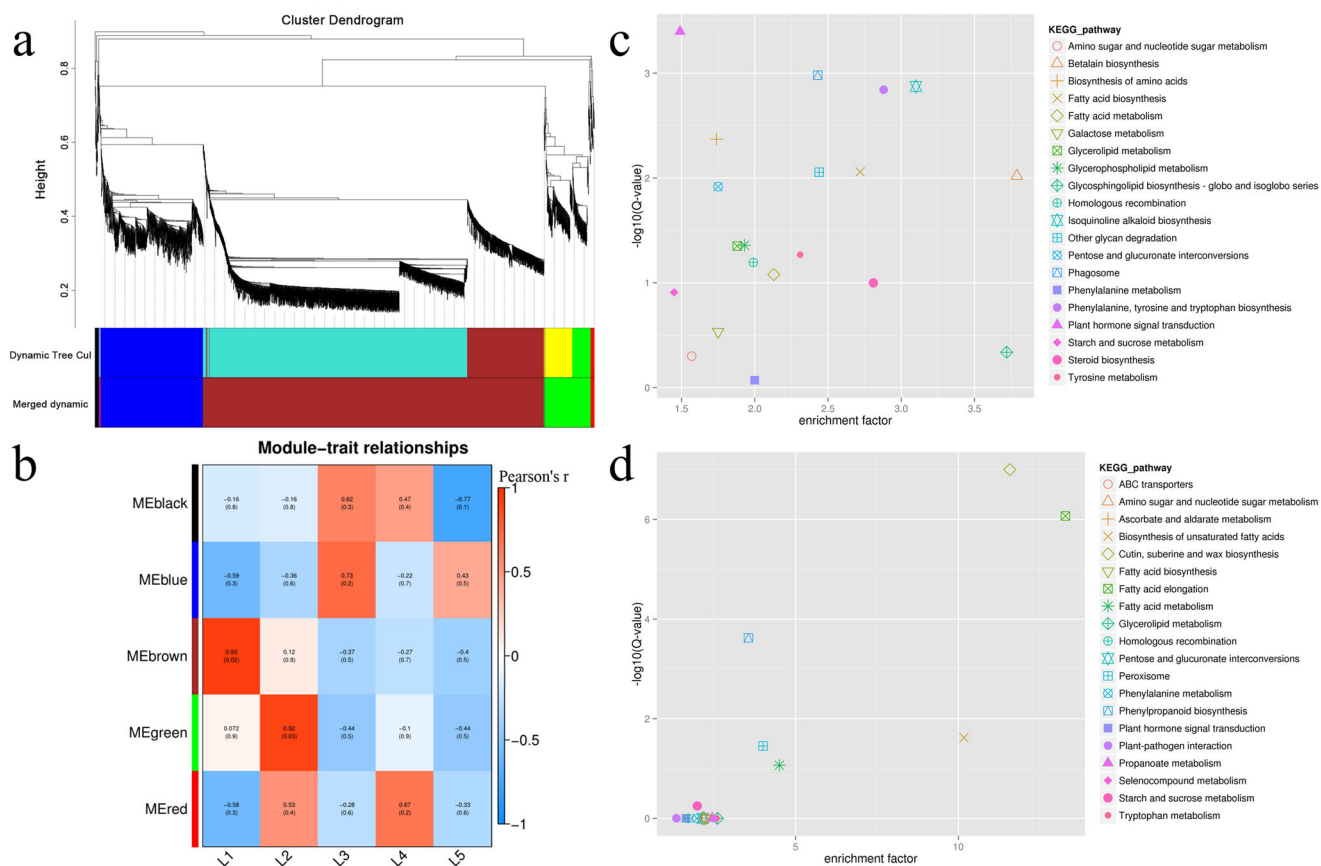 a
Cluster Dendrogram
Height
0.8
0.6
0.4
0.2
Dynamic Tree Cul
Merged dynamic
b
Module-trait relationships
Pearson's r
MEblack
MEblue
MEbrown
MEgreen
MEred
−0.16 −0.16 0.62 0.47 −0.77
(0.8) (0.8) (0.3) (0.4) (0.1)
−0.59 −0.36 0.73 −0.22 0.43
(0.3) (0.6) (0.2) (0.7) (0.5)
0.93 0.12 −0.37 −0.27 −0.4
(0.02) (0.9) (0.5) (0.7) (0.5)
0.072 0.92 −0.44 −0.1 −0.44
(0.9) (0.03) (0.5) (0.9) (0.5)
−0.58 0.53 −0.28 0.67 −0.33
(0.3) (0.4) (0.6) (0.2) (0.6)
L1 L2 L3 L4 L5
1
0.5
0
−0.5
−1
c
-log10(Q-value)
3
2
1
0
1.5 2.0 2.5 3.0 3.5
enrichment factor
KEGG_pathway
Amino sugar and nucleotide sugar metabolism
Betalain biosynthesis
Biosynthesis of amino acids
Fatty acid biosynthesis
Fatty acid metabolism
Galactose metabolism
Glycerolipid metabolism
Glycerophospholipid metabolism
Glycosphingolipid biosynthesis - globo and isoglobo series
Homologous recombination
Isoquinoline alkaloid biosynthesis
Other glycan degradation
Pentose and glucuronate interconversions
Phagosome
Phenylalanine metabolism
Phenylalanine, tyrosine and tryptophan biosynthesis
Plant hormone signal transduction
Starch and sucrose metabolism
Steroid biosynthesis
Tyrosine metabolism
d
-log10(Q-value)
6
4
2
0
5 10
enrichment factor
KEGG_pathway
ABC transporters
Amino sugar and nucleotide sugar metabolism
Ascorbate and aldarate metabolism
Biosynthesis of unsaturated fatty acids
Cutin, suberine and wax biosynthesis
Fatty acid biosynthesis
Fatty acid elongation
Fatty acid metabolism
Glycerolipid metabolism
Homologous recombination
Pentose and glucuronate interconversions
Peroxisome
Phenylalanine metabolism
Phenylpropanoid biosynthesis
Plant hormone signal transduction
Plant-pathogen interaction
Propanoate metabolism
Selenocompound metabolism
Starch and sucrose metabolism
Tryptophan metabolism